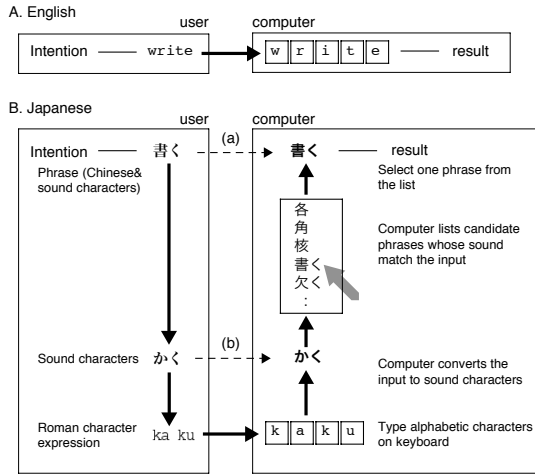 A. English
user computer
Intention write w r i t e result
B. Japanese
user computer
(a)
Intention 書く 書く result
Phrase (Chinese&
sound characters)
Select one phrase from
the list
各
角
核
書く
欠く
:
Computer lists candidate
phrases whose sound
match the input
(b)
Sound characters かく かく
Computer converts the
input to sound characters
Roman character
expression
ka ku k a k u
Type alphabetic characters
on keyboard